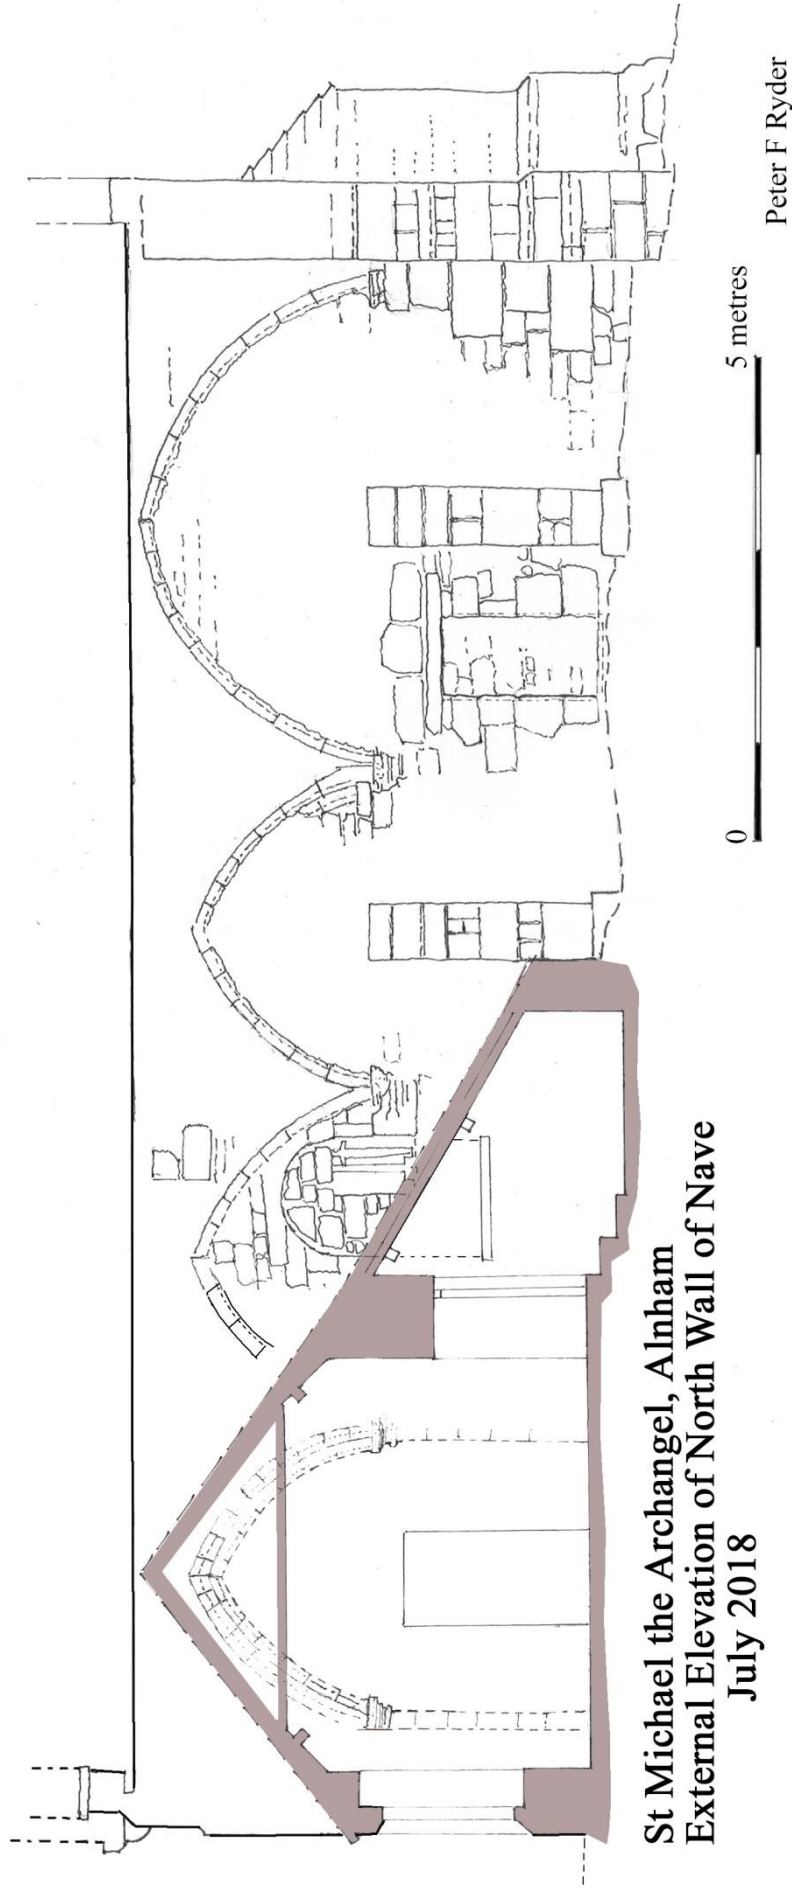 St Michael the Archangel, Alnham
External Elevation of North Wall of Nave
July 2018
0
5 metres
Peter F Ryder